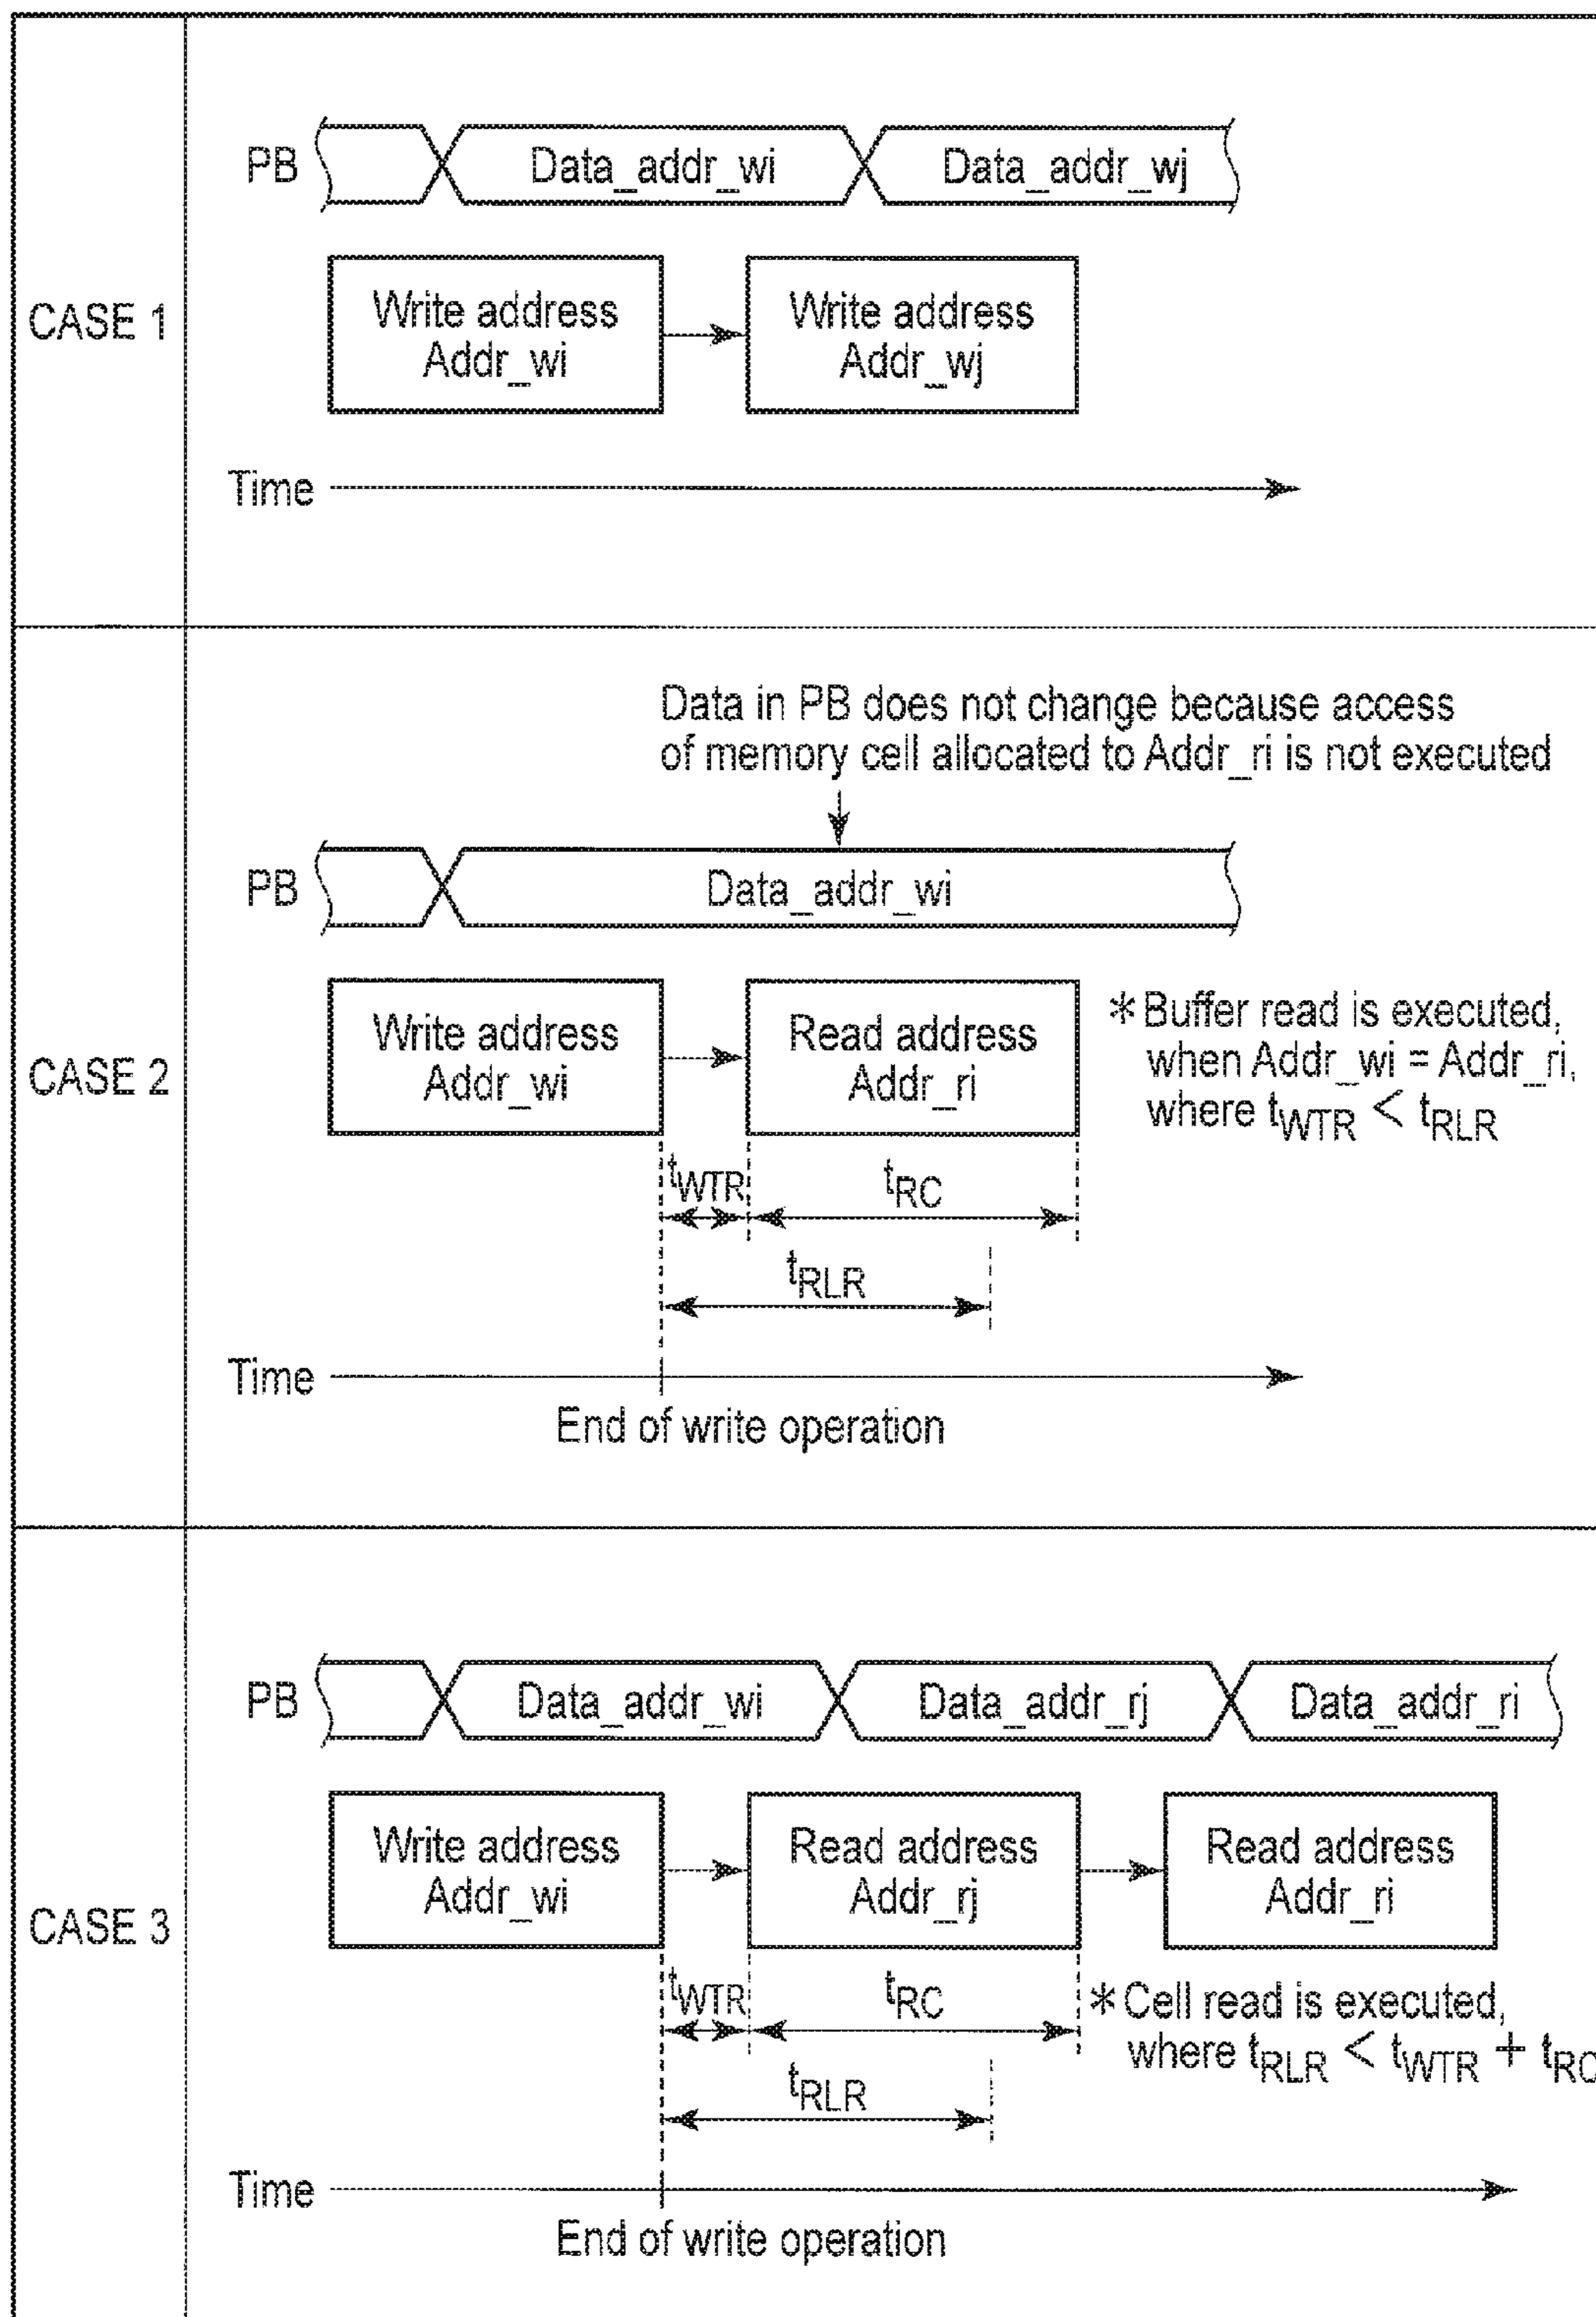 CASE 1
PB
Data_addr_wi
Data_addr_wj
Write address
Addr_wi
Write address
Addr_wj
Time
CASE 2
Data in PB does not change because access
of memory cell allocated to Addr_ri is not executed
PB
Data_addr_wi
Write address
Addr_wi
Read address
Addr_ri
*Buffer read is executed,
when Addr_wi = Addr_ri,
where tWTR < tRLR
tWTR
tRC
tRLR
Time
End of write operation
CASE 3
PB
Data_addr_wi
Data_addr_rj
Data_addr_ri
Write address
Addr_wi
Read address
Addr_rj
Read address
Addr_ri
tWTR
tRC
*Cell read is executed,
where tRLR < tWTR + tRC
tRLR
Time
End of write operation